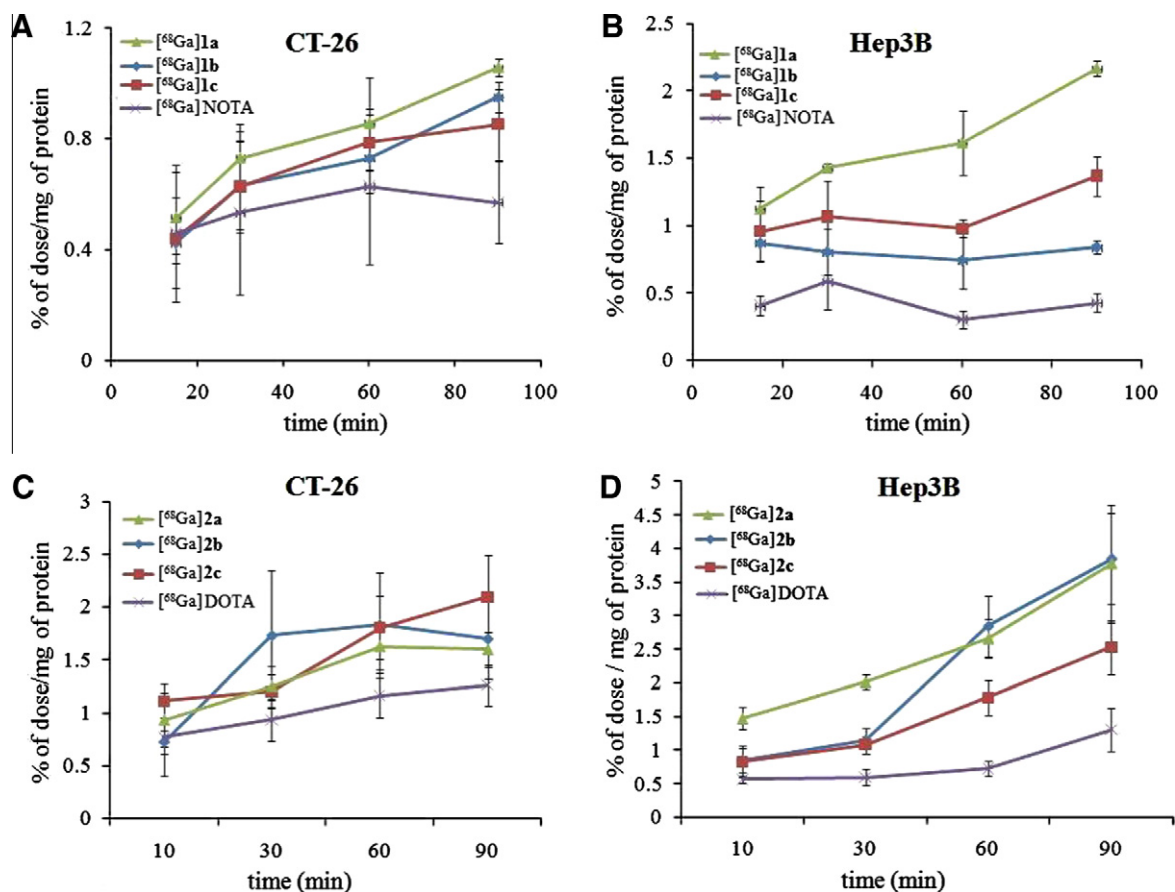 A
CT-26
[⁶⁸Ga]1a
[⁶⁸Ga]1b
[⁶⁸Ga]1c
[⁶⁸Ga]NOTA
% of dose/mg of protein
1.2
0.8
0.4
0
0 20 40 60 80 100
time (min)
B
Hep3B
[⁶⁸Ga]1a
[⁶⁸Ga]1b
[⁶⁸Ga]1c
[⁶⁸Ga]NOTA
% of dose/mg of protein
2.5
2
1.5
1
0.5
0
0 20 40 60 80 100
time (min)
C
CT-26
[⁶⁸Ga]2a
[⁶⁸Ga]2b
[⁶⁸Ga]2c
[⁶⁸Ga]DOTA
% of dose/mg of protein
3
2.5
2
1.5
1
0.5
0
10 30 60 90
time (min)
D
Hep3B
[⁶⁸Ga]2a
[⁶⁸Ga]2b
[⁶⁸Ga]2c
[⁶⁸Ga]DOTA
% of dose / mg of protein
5
4.5
4
3.5
3
2.5
2
1.5
1
0.5
0
10 30 60 90
time (min)